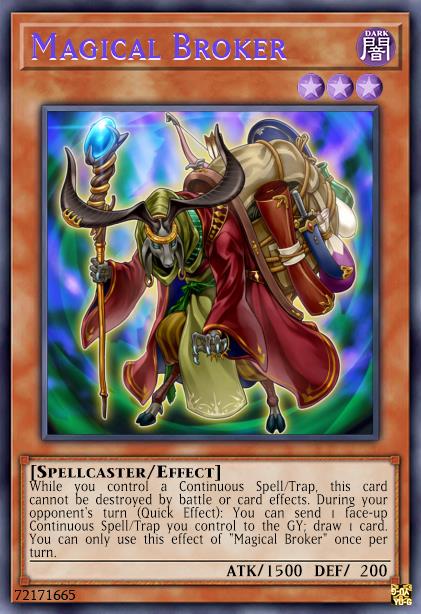 MAGICAL BROKER
DARK
闇
[SPELLCASTER/EFFECT]
While you control a Continuous Spell/Trap, this card
cannot be destroyed by battle or card effects. During your
opponent's turn (Quick Effect): You can send 1 face-up
Continuous Spell/Trap you control to the GY; draw 1 card.
You can only use this effect of "Magical Broker" once per
turn.
ATK/1500 DEF/ 200
72171665